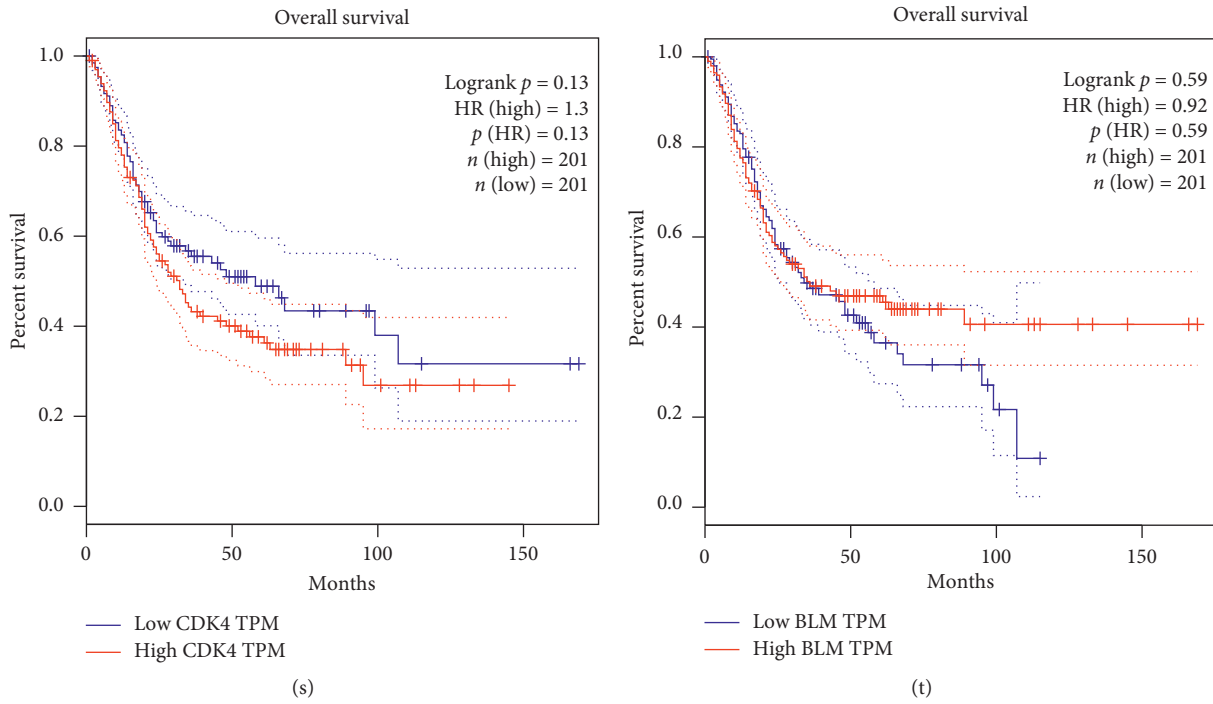 Overall survival
Logrank p = 0.13
HR (high) = 1.3
p (HR) = 0.13
n (high) = 201
n (low) = 201
1.0
0.8
0.6
0.4
0.2
0.0
Percent survival
0 50 100 150
Months
Low CDK4 TPM
High CDK4 TPM
(s)
Overall survival
Logrank p = 0.59
HR (high) = 0.92
p (HR) = 0.59
n (high) = 201
n (low) = 201
1.0
0.8
0.6
0.4
0.2
0.0
Percent survival
0 50 100 150
Months
Low BLM TPM
High BLM TPM
(t)